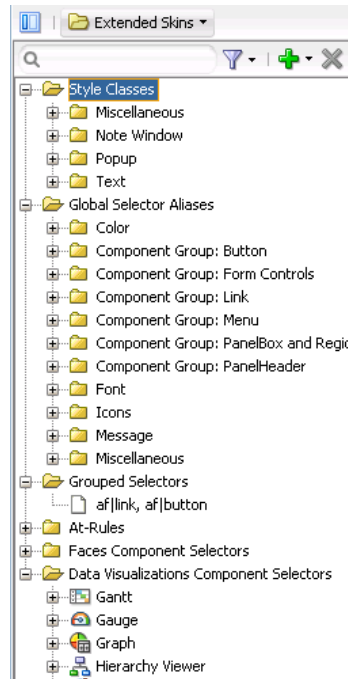 Extended Skins
Style Classes
Miscellaneous
Note Window
Popup
Text
Global Selector Aliases
Color
Component Group: Button
Component Group: Form Controls
Component Group: Link
Component Group: Menu
Component Group: PanelBox and Regio
Component Group: PanelHeader
Font
Icons
Message
Miscellaneous
Grouped Selectors
af|link, af|button
At-Rules
Faces Component Selectors
Data Visualizations Component Selectors
Gantt
Gauge
Graph
Hierarchy Viewer